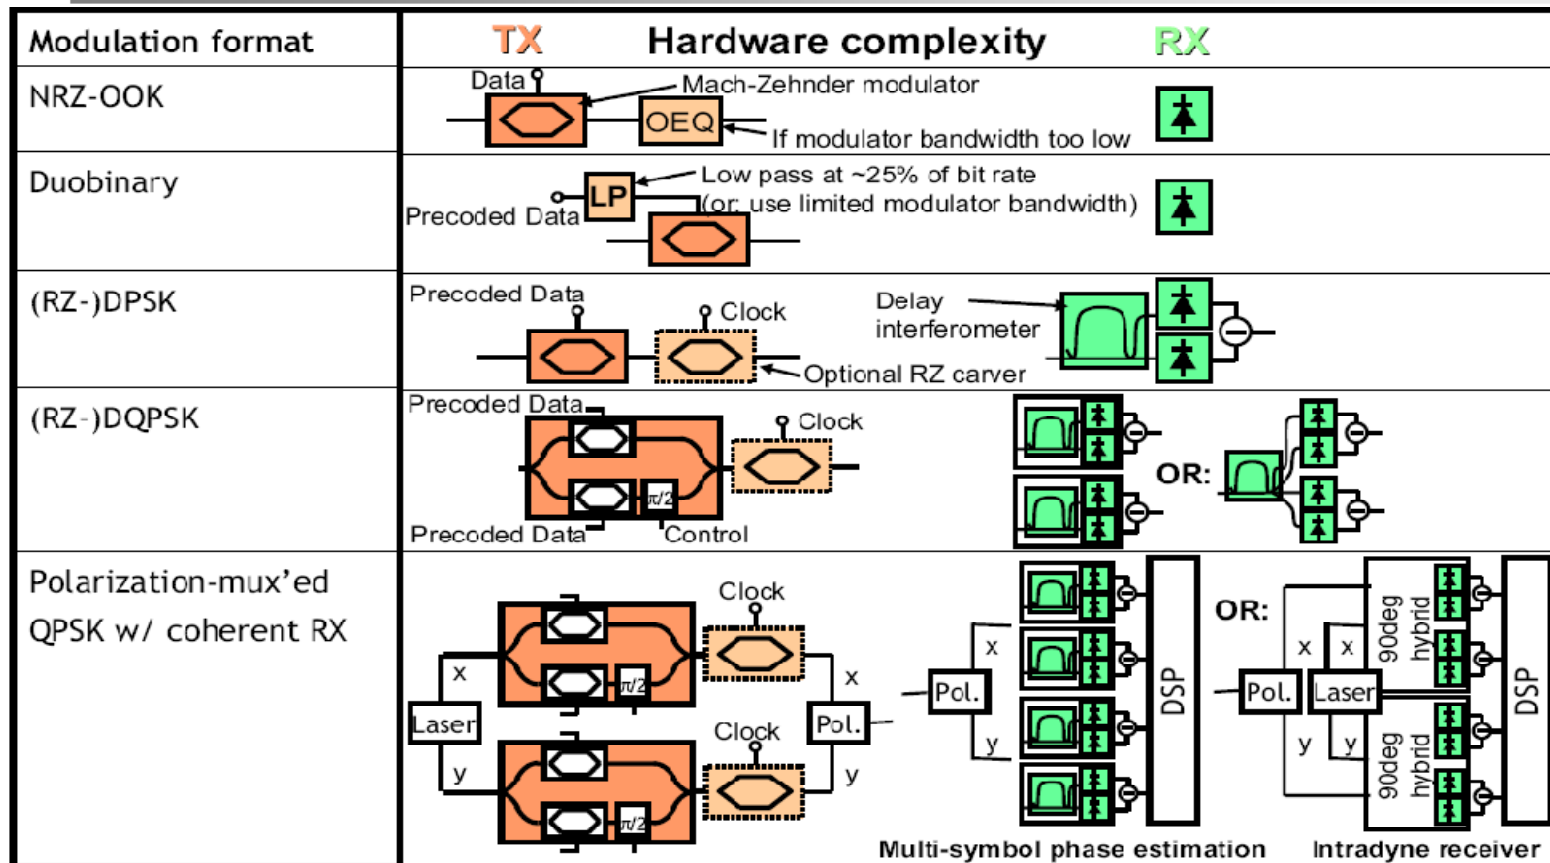 Modulation format
TX Hardware complexity RX
NRZ-OOK
Data
Mach-Zehnder modulator
OEQ
If modulator bandwidth too low
Duobinary
LP
Low pass at ~25% of bit rate
(or: use limited modulator bandwidth)
Precoded Data
(RZ-)DPSK
Precoded Data
Clock
Optional RZ carver
Delay
interferometer
(RZ-)DQPSK
Precoded Data
Clock
π/2
Precoded Data
Control
OR:
Polarization-mux'ed
QPSK w/ coherent RX
Laser
x
y
π/2
π/2
Clock
Clock
x
y
Pol.
Pol.
x
y
DSP
Multi-symbol phase estimation
OR:
Pol.
x
y
Laser
x
y
90deg
hybrid
90deg
hybrid
DSP
Intradyne receiver